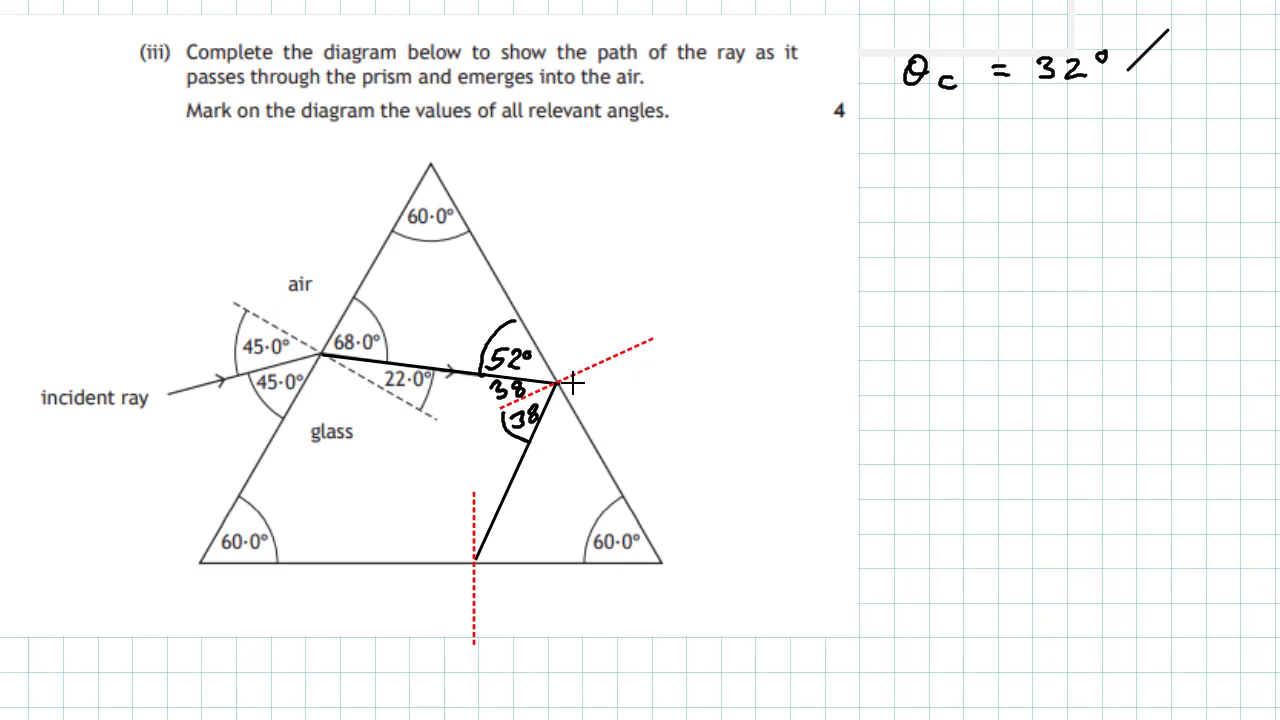 (iii) Complete the diagram below to show the path of the ray as it
passes through the prism and emerges into the air.
Mark on the diagram the values of all relevant angles. 4
θc = 32° /
60·0°
air
45·0°
68·0°
52°
45·0°
22·0°
38
incident ray
38
glass
60·0°
60·0°